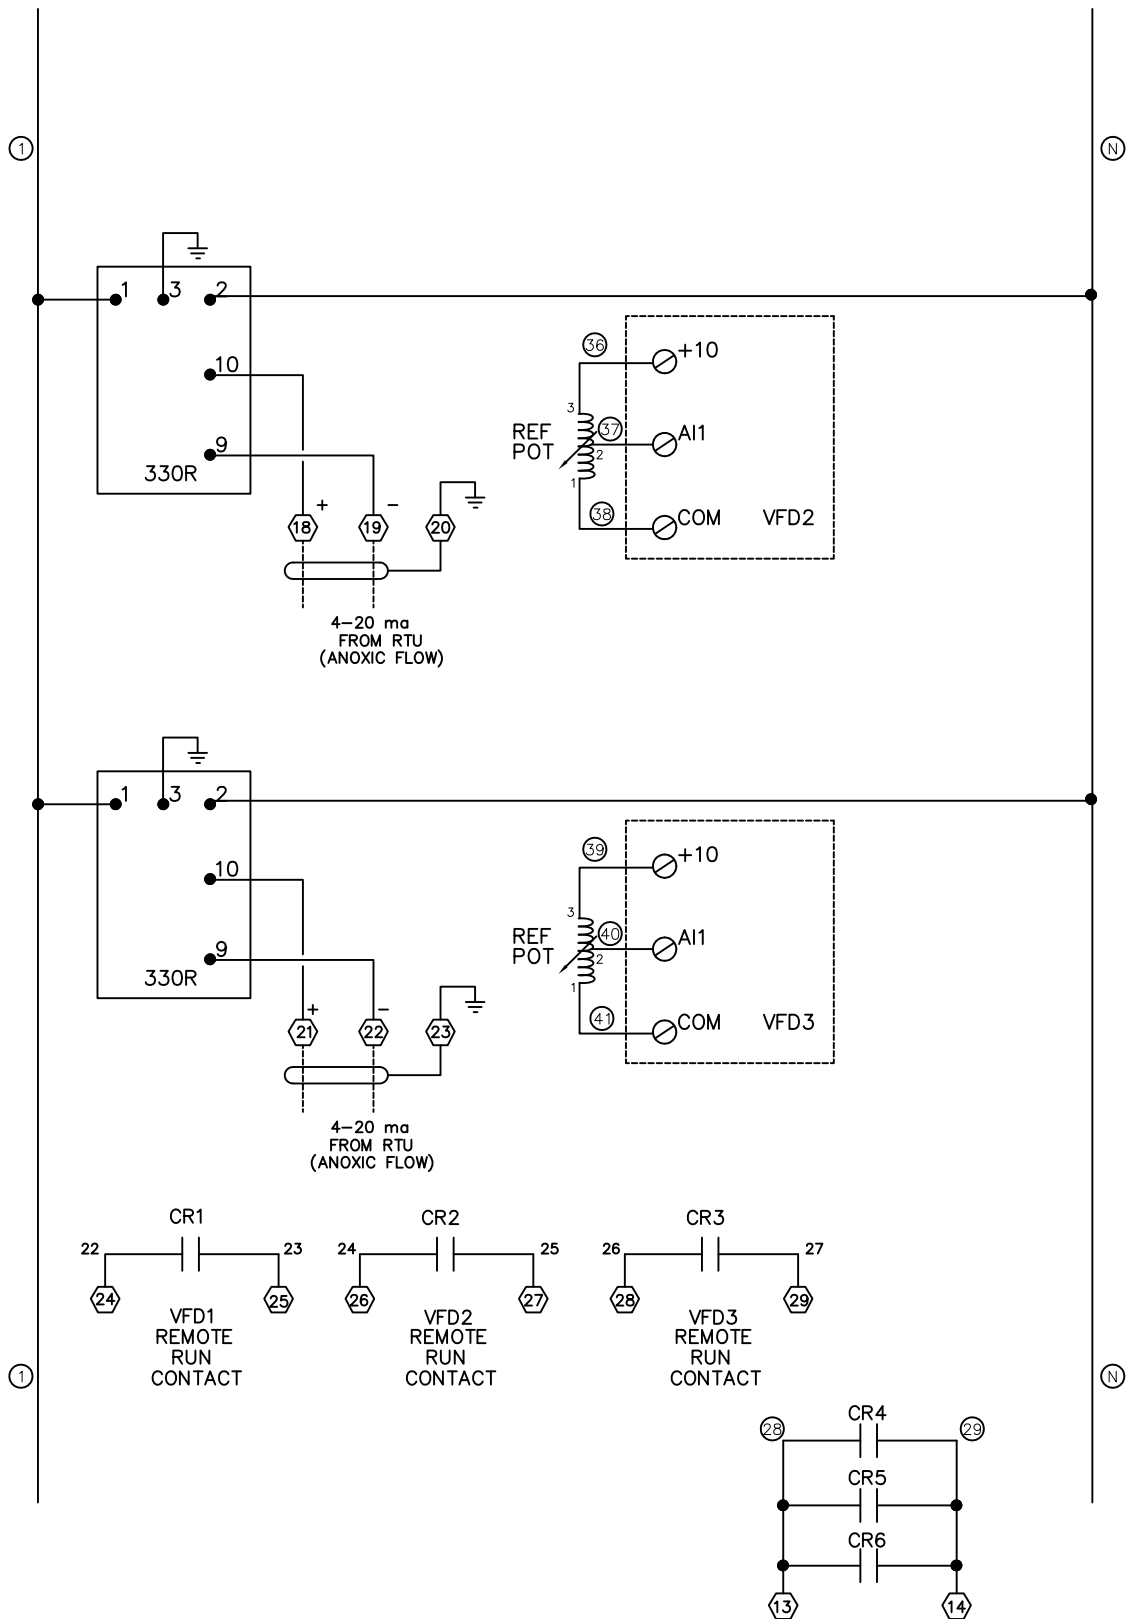 1
N
1 3 2
10
9
330R
+ −
18 19 20
4-20 ma
FROM RTU
(ANOXIC FLOW)
36
+10
3
REF
POT
37
AI1
2
1
38
COM VFD2
1 3 2
10
9
330R
+ −
21 22 23
4-20 ma
FROM RTU
(ANOXIC FLOW)
39
+10
3
REF
POT
40
AI1
2
1
41
COM VFD3
CR1
22 23
24 25
VFD1
REMOTE
RUN
CONTACT
CR2
24 25
26 27
VFD2
REMOTE
RUN
CONTACT
CR3
26 27
28 29
VFD3
REMOTE
RUN
CONTACT
1
N
CR4
28 29
CR5
CR6
13 14